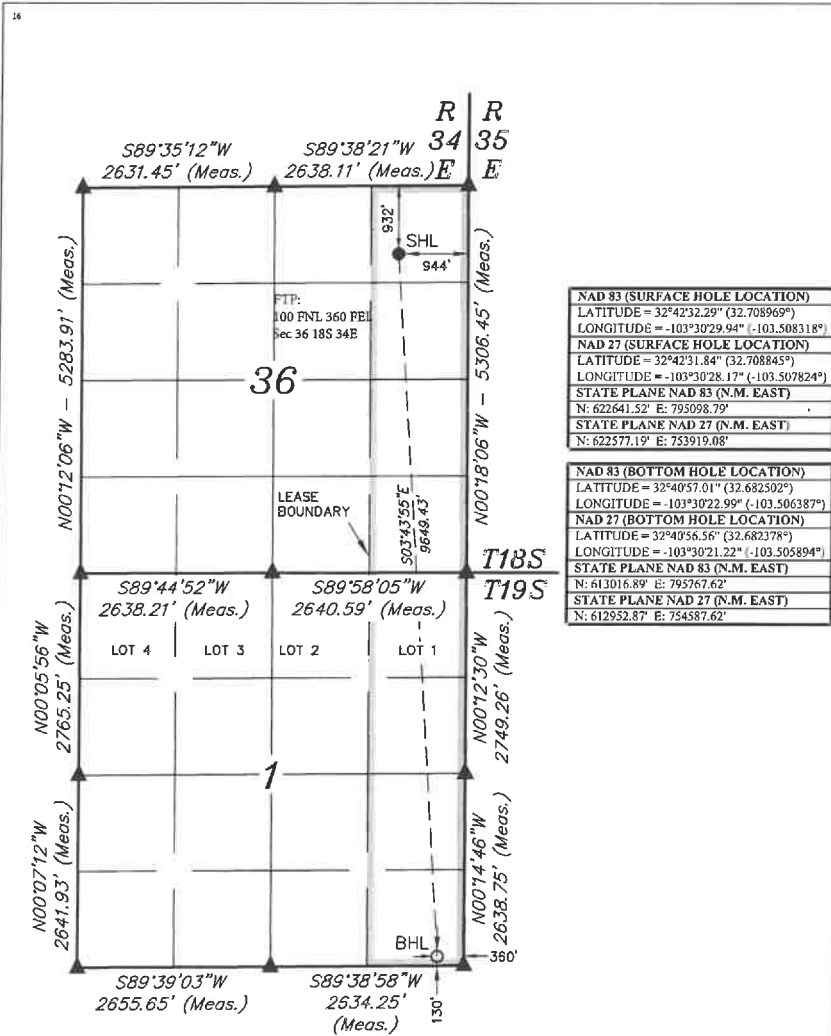 16
R R
34 35
E E
S89°35'12"W
2631.45' (Meas.)
S89°38'21"W
2638.11' (Meas.)
932'
SHL
944'
FTP:
100 FNL 360 FEL
Sec 36 18S 34E
36
N00°12'06"W – 5283.91' (Meas.)
N00°18'06"W – 5306.45' (Meas.)
LEASE
BOUNDARY
S03°43'55"E
9649.43'
T18S
T19S
S89°44'52"W
2638.21' (Meas.)
S89°58'05"W
2640.59' (Meas.)
LOT 4
LOT 3
LOT 2
LOT 1
N00°05'56"W
2765.25' (Meas.)
N00°12'30"W
2749.26' (Meas.)
1
N00°07'12"W
2641.93' (Meas.)
N00°14'46"W
2638.75' (Meas.)
BHL
360'
130'
S89°39'03"W
2655.65' (Meas.)
S89°38'58"W
2634.25'
(Meas.)
NAD 83 (SURFACE HOLE LOCATION)
LATITUDE = 32°42'32.29" (32.708969°)
LONGITUDE = -103°30'29.94" (-103.508318°)
NAD 27 (SURFACE HOLE LOCATION)
LATITUDE = 32°42'31.84" (32.708845°)
LONGITUDE = -103°30'28.17" (-103.507824°)
STATE PLANE NAD 83 (N.M. EAST)
N: 622641.52' E: 795098.79'
STATE PLANE NAD 27 (N.M. EAST)
N: 622577.19' E: 753919.08'
NAD 83 (BOTTOM HOLE LOCATION)
LATITUDE = 32°40'57.01" (32.682502°)
LONGITUDE = -103°30'22.99" (-103.506387°)
NAD 27 (BOTTOM HOLE LOCATION)
LATITUDE = 32°40'56.56" (32.682378°)
LONGITUDE = -103°30'21.22" (-103.505894°)
STATE PLANE NAD 83 (N.M. EAST)
N: 613016.89' E: 795767.62'
STATE PLANE NAD 27 (N.M. EAST)
N: 612952.87' E: 754587.62'